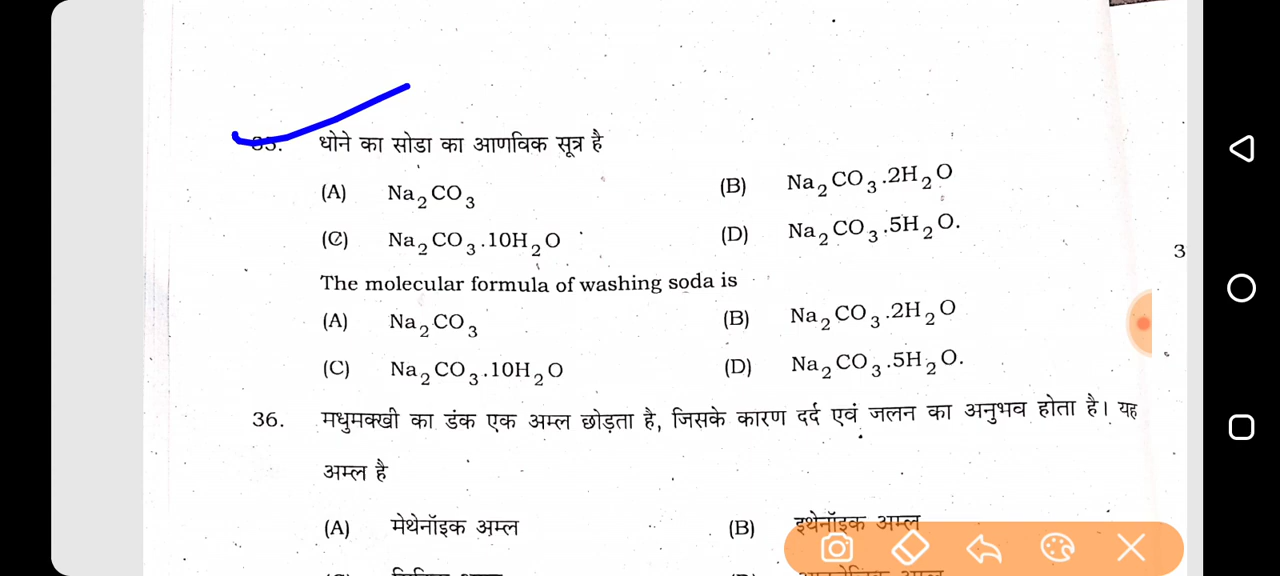 35. धोने का सोडा का आणविक सूत्र है
(A) Na2CO3 (B) Na2CO3.2H2O
(C) Na2CO3.10H2O (D) Na2CO3.5H2O.
3
The molecular formula of washing soda is
(A) Na2CO3 (B) Na2CO3.2H2O
(C) Na2CO3.10H2O (D) Na2CO3.5H2O.
36. मधुमक्खी का डंक एक अम्ल छोड़ता है, जिसके कारण दर्द एवं जलन का अनुभव होता है। यह
अम्ल है
(A) मेथेनॉइक अम्ल (B) इथेनॉइक अम्ल